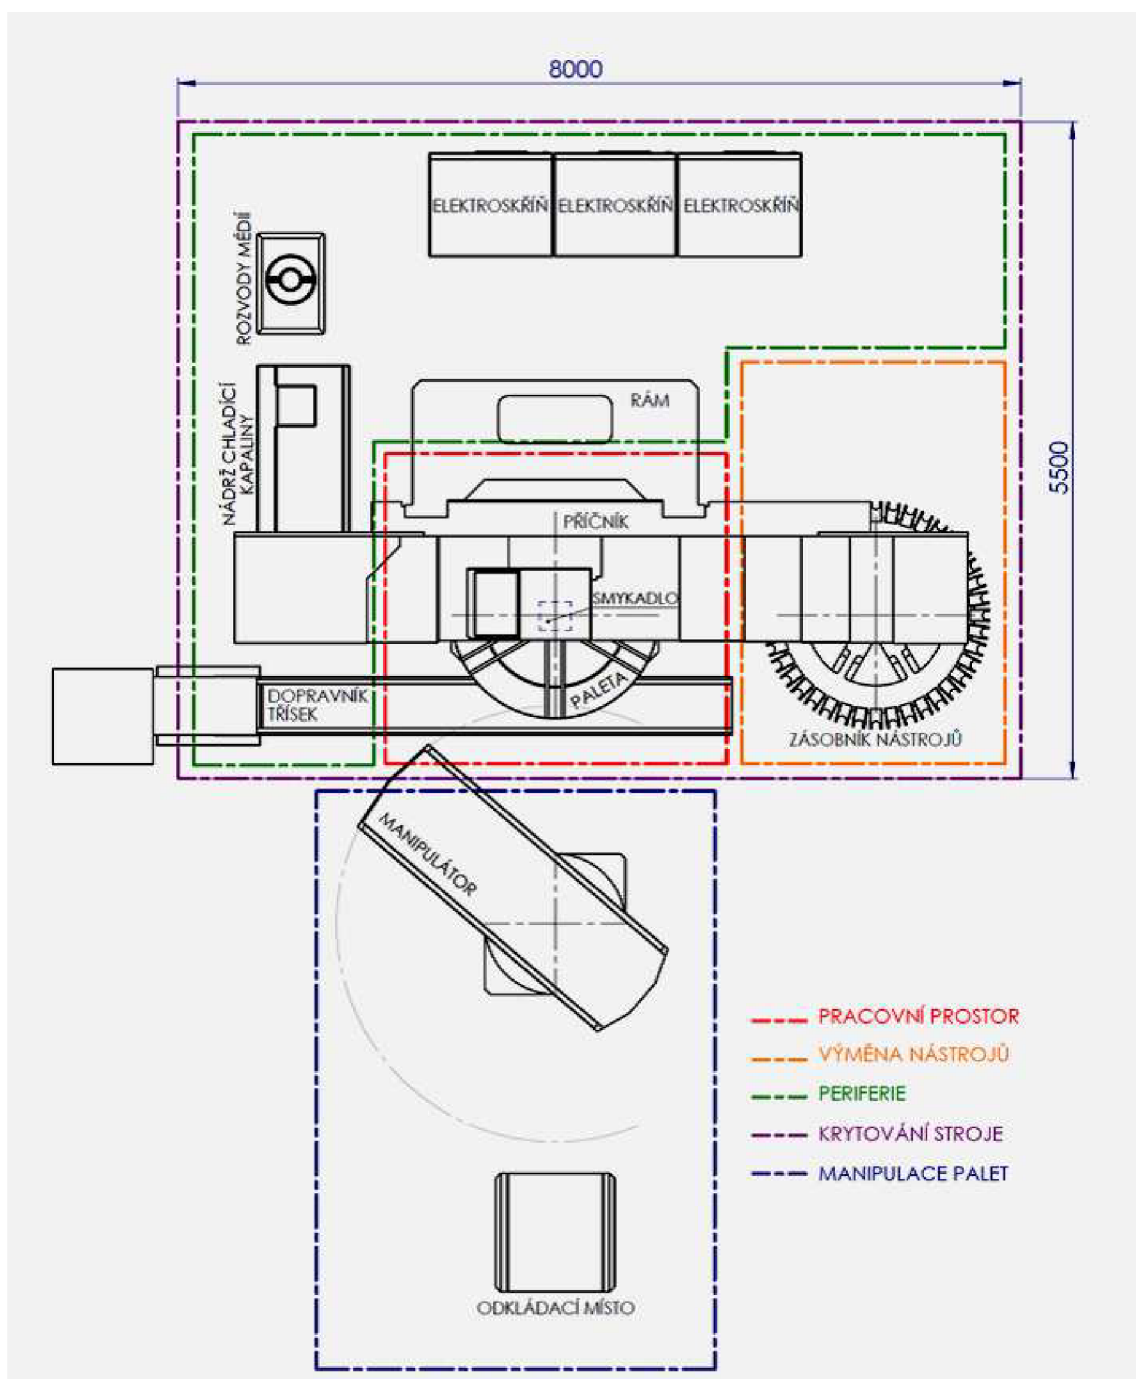 8000
5500
ELEKTROSKŘÍŇ
ELEKTROSKŘÍŇ
ELEKTROSKŘÍŇ
ROZVODY MÉDIÍ
NÁDRŽ CHLADÍCÍ
KAPALINY
RÁM
PŘÍČNÍK
SMYKADLO
PALETA
DOPRAVNÍK
TŘÍSEK
ZÁSOBNÍK NÁSTROJŮ
MANIPULÁTOR
PRACOVNÍ PROSTOR
VÝMĚNA NÁSTROJŮ
PERIFERIE
KRYTOVÁNÍ STROJE
MANIPULACE PALET
ODKLÁDACÍ MÍSTO